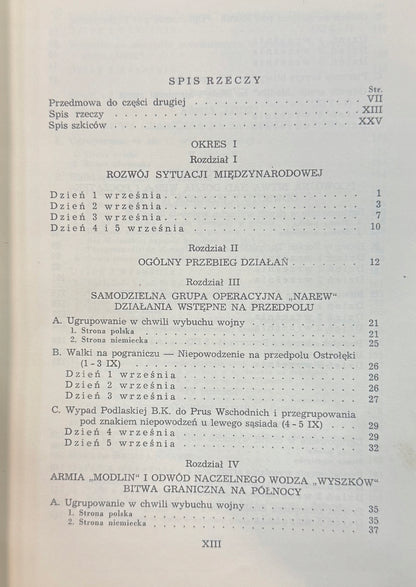 SPIS RZECZY
Str.
Przedmowa do części drugiej . . . . . . . . . . . . . . . . VII
Spis rzeczy . . . . . . . . . . . . . . . . . . . . . . XIII
Spis szkiców . . . . . . . . . . . . . . . . . . . . . XXV
OKRES I
Rozdział I
ROZWÓJ SYTUACJI MIĘDZYNARODOWEJ
Dzień 1 września . . . . . . . . . . . . . . . . . . 1
Dzień 2 września . . . . . . . . . . . . . . . . . . 3
Dzień 3 września . . . . . . . . . . . . . . . . . . 7
Dzień 4 i 5 września . . . . . . . . . . . . . . . . 10
Rozdział II
OGÓLNY PRZEBIEG DZIAŁAŃ . . . . . . . 12
Rozdział III
SAMODZIELNA GRUPA OPERACYJNA „NAREW"
DZIAŁANIA WSTĘPNE NA PRZEDPOLU
A. Ugrupowanie w chwili wybuchu wojny . . . . . . . . . . 21
1. Strona polska . . . . . . . . . . . . . . . . . . . 21
2. Strona niemiecka . . . . . . . . . . . . . . . . . . 25
B. Walki na pograniczu — Niepowodzenie na przedpolu Ostrołęki
(1 - 3 IX) . . . . . . . . . . . . . . . . . . . . 26
Dzień 1 września . . . . . . . . . . . . . . . . . 26
Dzień 2 września . . . . . . . . . . . . . . . . . 26
Dzień 3 września . . . . . . . . . . . . . . . . . 27
C. Wypad Podlaskiej B.K. do Prus Wschodnich i przegrupowania
pod znakiem niepowodzeń u lewego sąsiada (4 - 5 IX) . . . 29
Dzień 4 września . . . . . . . . . . . . . . . . . 29
Dzień 5 września . . . . . . . . . . . . . . . . . 32
Rozdział IV
ARMIA „MODLIN" I ODWÓD NACZELNEGO WODZA „WYSZKÓW"
BITWA GRANICZNA NA PÓŁNOCY
A. Ugrupowanie w chwili wybuchu wojny . . . . . . . . . . 35
1. Strona polska . . . . . . . . . . . . . . . . . . . 35
2. Strona niemiecka . . . . . . . . . . . . . . . . . . 37
XIII